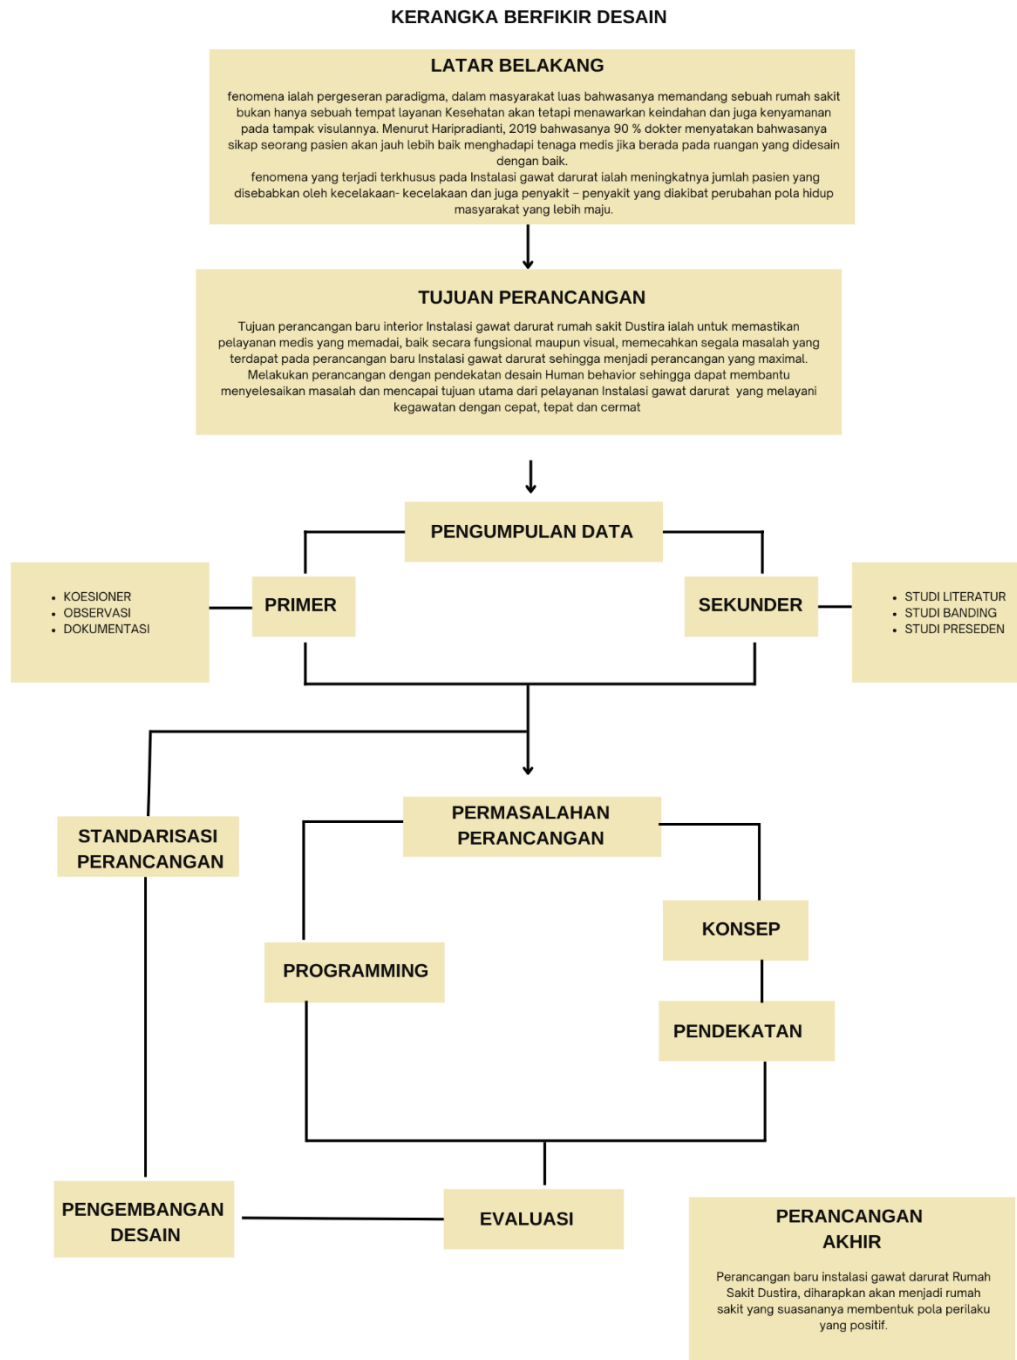 KERANGKA BERFIKIR DESAIN
LATAR BELAKANG
fenomena ialah pergeseran paradigma, dalam masyarakat luas bahwasanya memandang sebuah rumah sakit
bukan hanya sebuah tempat layanan Kesehatan akan tetapi menawarkan keindahan dan juga kenyamanan
pada tampak visulannya. Menurut Haripradianti, 2019 bahwasanya 90 % dokter menyatakan bahwasanya
sikap seorang pasien akan jauh lebih baik menghadapi tenaga medis jika berada pada ruangan yang didesain
dengan baik.
fenomena yang terjadi terkhusus pada Instalasi gawat darurat ialah meningkatnya jumlah pasien yang
disebabkan oleh kecelakaan- kecelakaan dan juga penyakit – penyakit yang diakibat perubahan pola hidup
masyarakat yang lebih maju.
TUJUAN PERANCANGAN
Tujuan perancangan baru interior Instalasi gawat darurat rumah sakit Dustira ialah untuk memastikan
pelayanan medis yang memadai, baik secara fungsional maupun visual, memecahkan segala masalah yang
terdapat pada perancangan baru Instalasi gawat darurat sehingga menjadi perancangan yang maximal.
Melakukan perancangan dengan pendekatan desain Human behavior sehingga dapat membantu
menyelesaikan masalah dan mencapai tujuan utama dari pelayanan Instalasi gawat darurat yang melayani
kegawatan dengan cepat, tepat dan cermat
PENGUMPULAN DATA
• KOESIONER
• OBSERVASI
• DOKUMENTASI
PRIMER
SEKUNDER
• STUDI LITERATUR
• STUDI BANDING
• STUDI PRESEDEN
STANDARISASI
PERANCANGAN
PERMASALAHAN
PERANCANGAN
KONSEP
PROGRAMMING
PENDEKATAN
PENGEMBANGAN
DESAIN
EVALUASI
PERANCANGAN
AKHIR
Perancangan baru instalasi gawat darurat Rumah
Sakit Dustira, diharapkan akan menjadi rumah
sakit yang suasananya membentuk pola perilaku
yang positif.